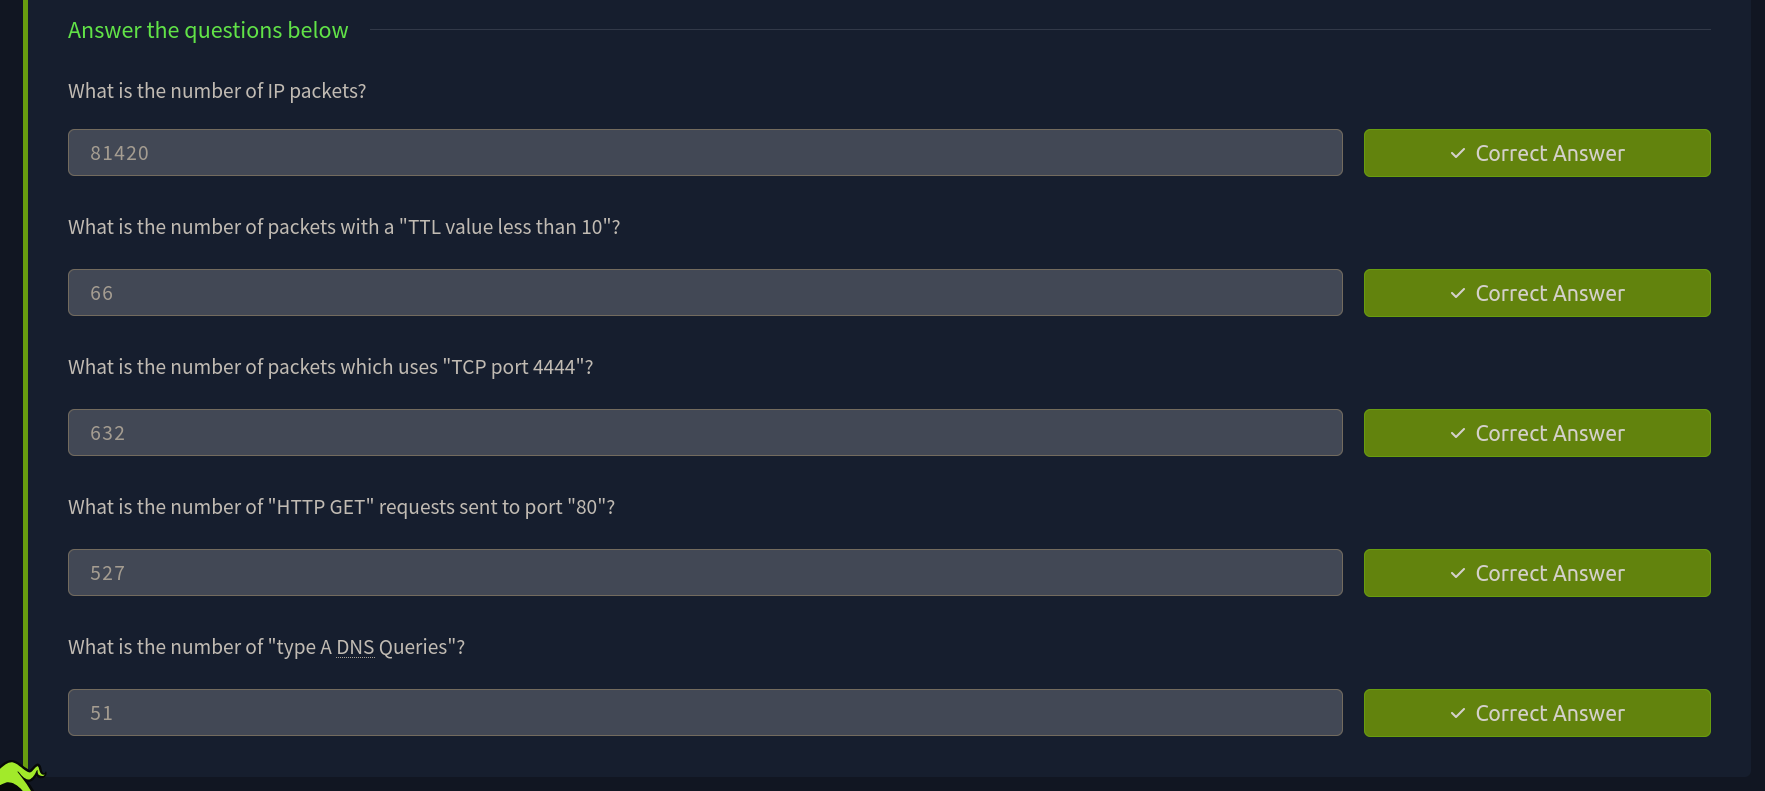 Answer the questions below
What is the number of IP packets?
81420
Correct Answer
What is the number of packets with a "TTL value less than 10"?
66
Correct Answer
What is the number of packets which uses "TCP port 4444"?
632
Correct Answer
What is the number of "HTTP GET" requests sent to port "80"?
527
Correct Answer
What is the number of "type A DNS Queries"?
51
Correct Answer